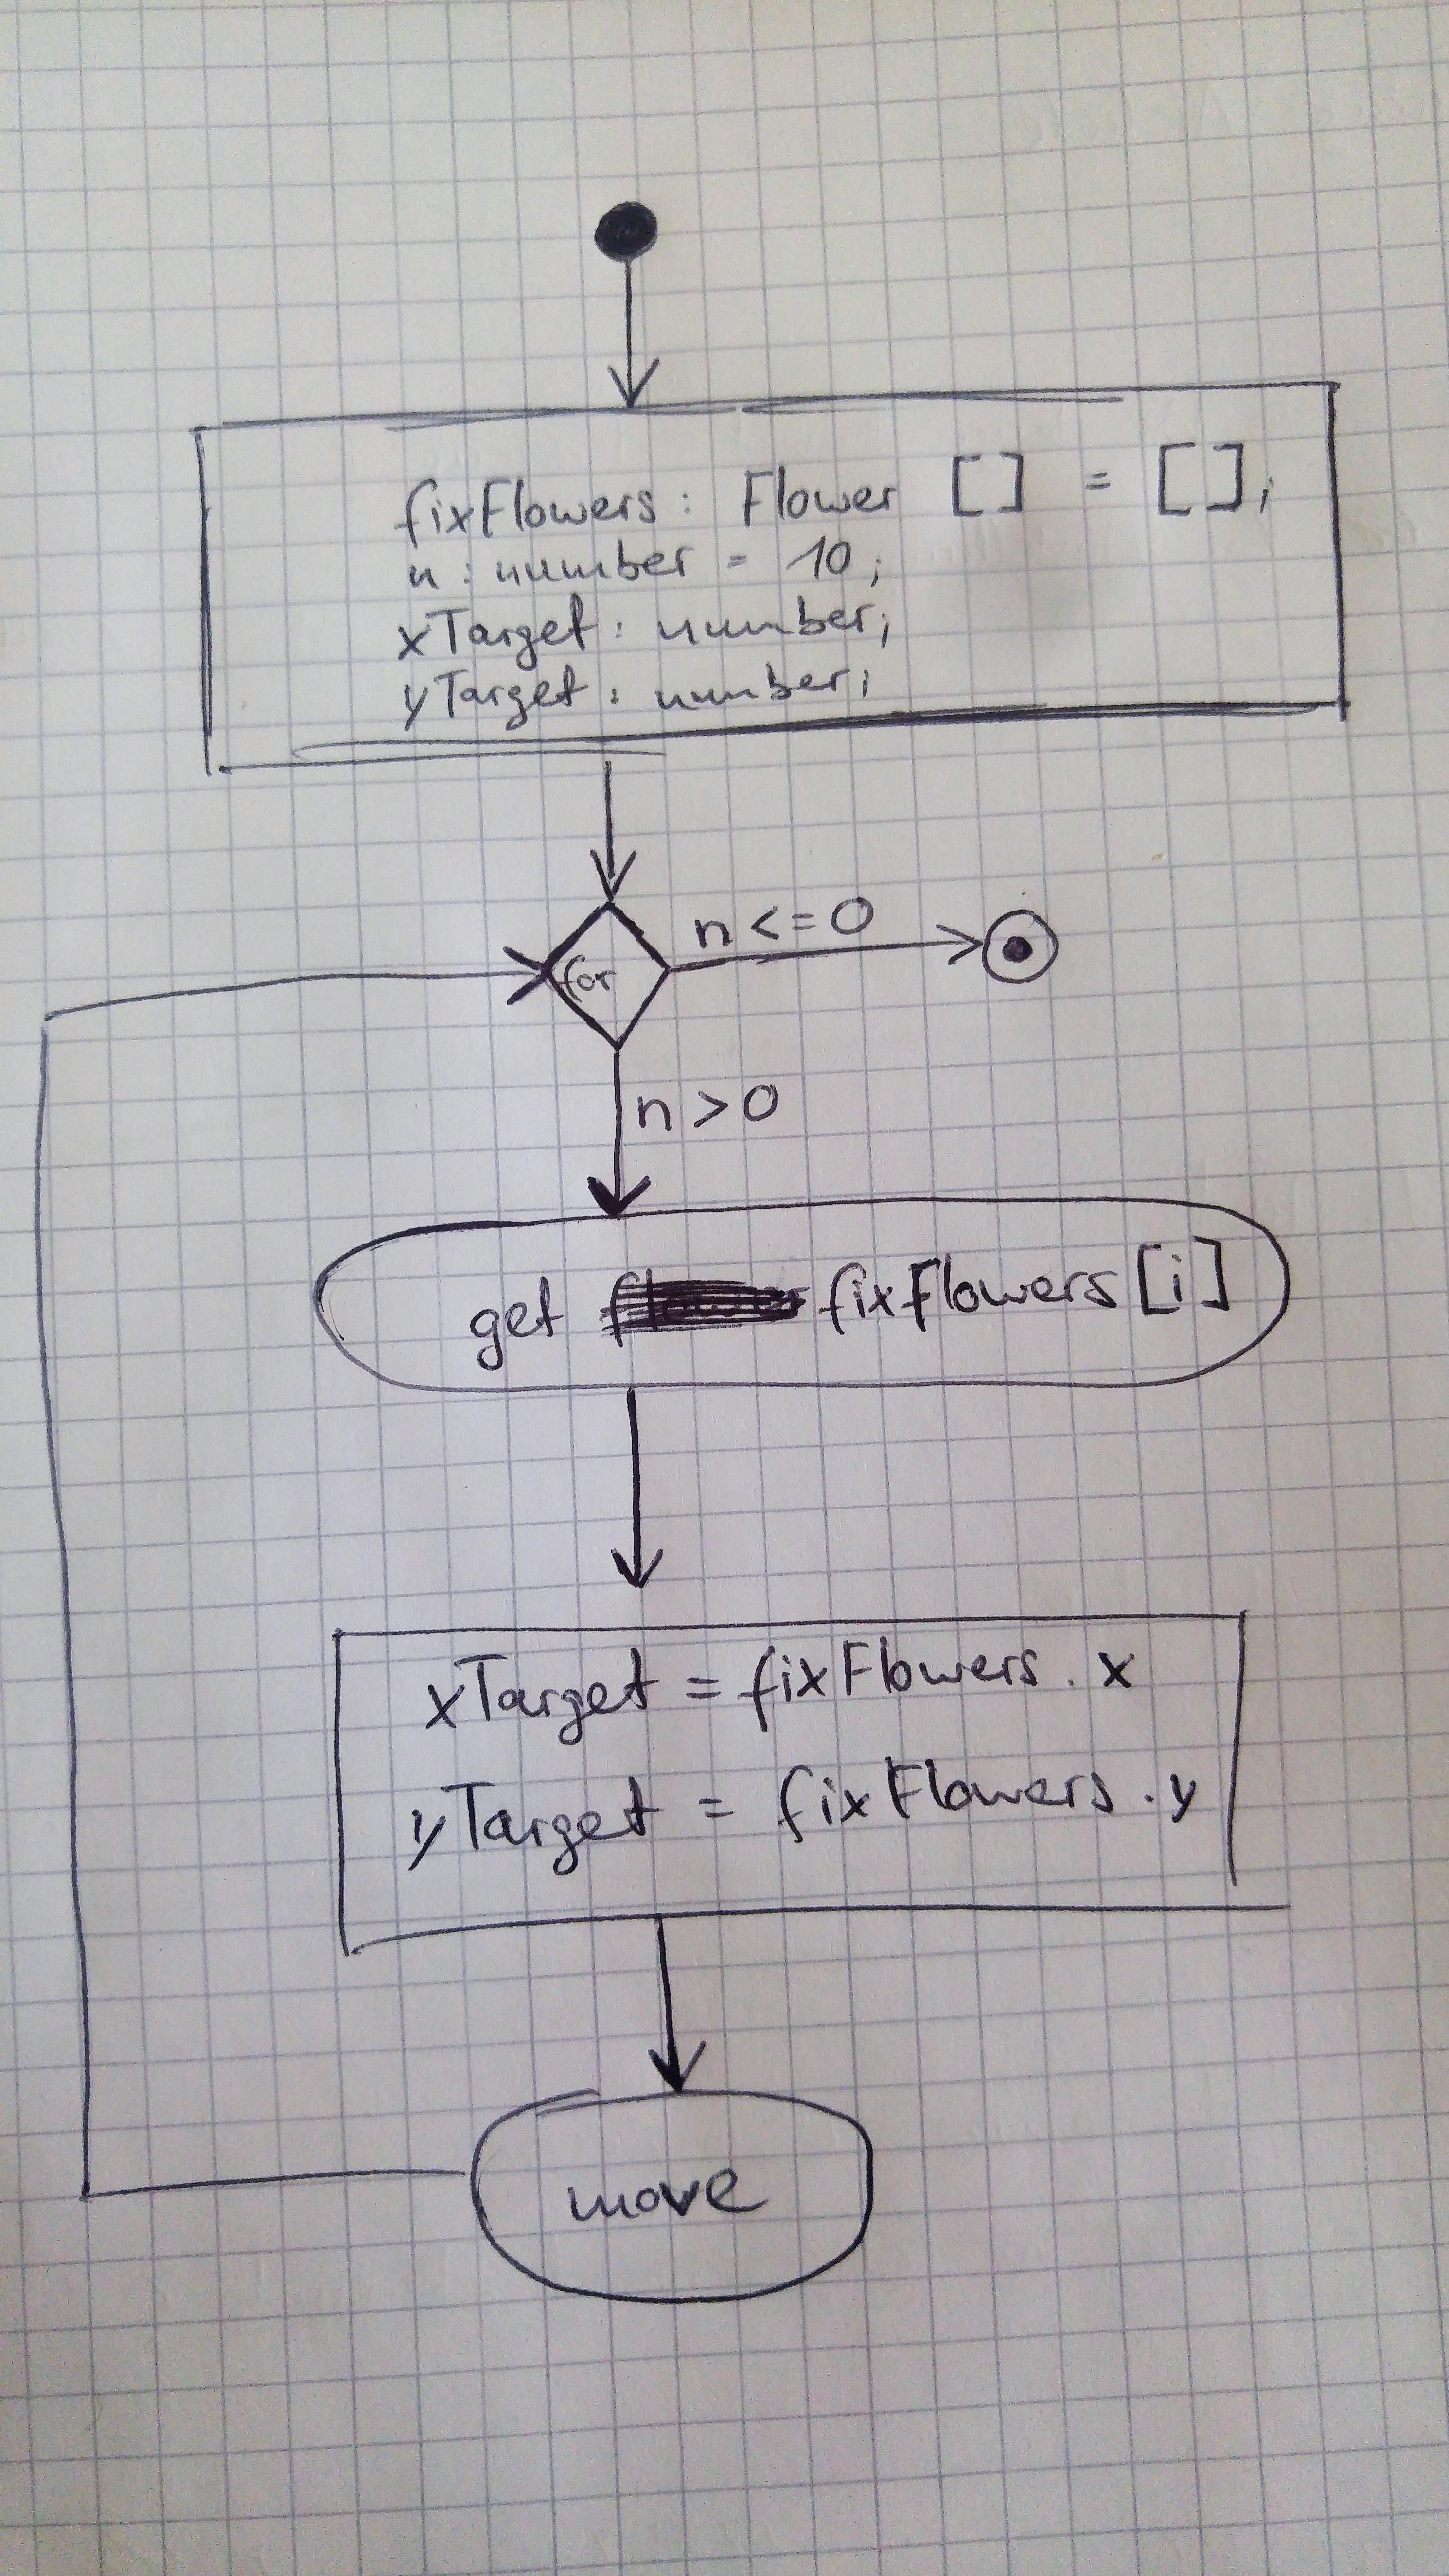 fixFlowers: Flower [] = [];
n: number = 10;
xTarget: number;
yTarget: number;
for
n <= 0
n > 0
get fixFlowers[i]
xTarget = fixFlowers.x
yTarget = fixFlowers.y
move